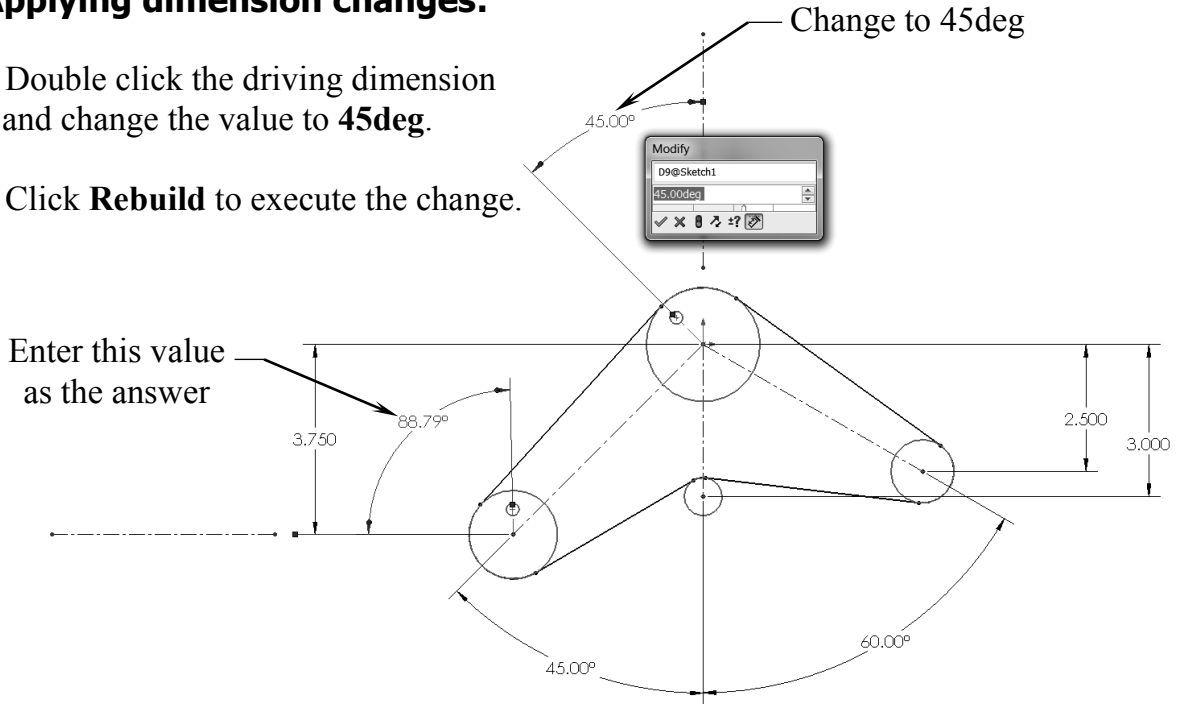 Applying dimension changes:
Change to 45deg
Double click the driving dimension
and change the value to 45deg.
45.00°
Modify
D9@Sketch1
45.00deg
±?
Click Rebuild to execute the change.
Enter this value
as the answer
88.79°
3.750
2.500
3.000
45.00°
60.00°